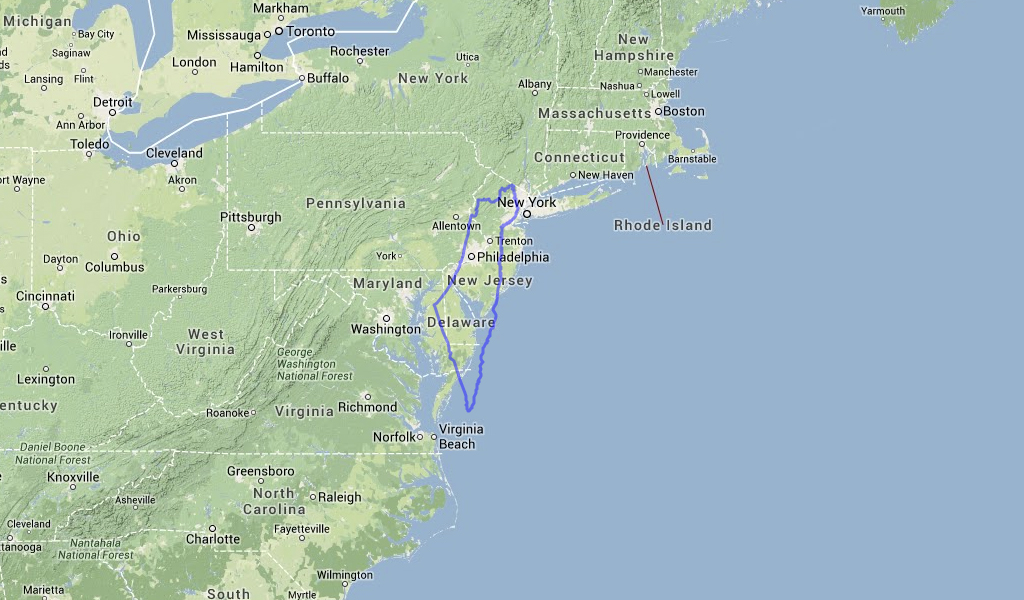 Markham
Yarmouth
Michigan
Bay City
Mississauga
Toronto
New
Hampshire
Saginaw
Rochester
Utica
London
Hamilton
Manchester
Lansing
Flint
Buffalo
New York
Albany
Nashua
Lowell
Detroit
Massachusetts
Boston
Ann Arbor
Providence
Toledo
Cleveland
Connecticut
Barnstable
ort Wayne
Akron
New Haven
Pennsylvania
New York
Pittsburgh
Allentown
Rhode Island
Ohio
Trenton
Dayton
Columbus
York
Philadelphia
Maryland
New Jersey
Parkersburg
Cincinnati
Washington
Delaware
Ironville
West
Virginia
ille
George
Washington
National Forest
Lexington
entucky
Roanoke
Virginia
Richmond
Norfolk
Virginia
Beach
Daniel Boone
National Forest
Greensboro
Knoxville
North
Carolina
Raleigh
Asheville
Cleveland
Fayetteville
Charlotte
ttanooga
Nantahala
National Forest
Wilmington
Marietta
South
Myrtle